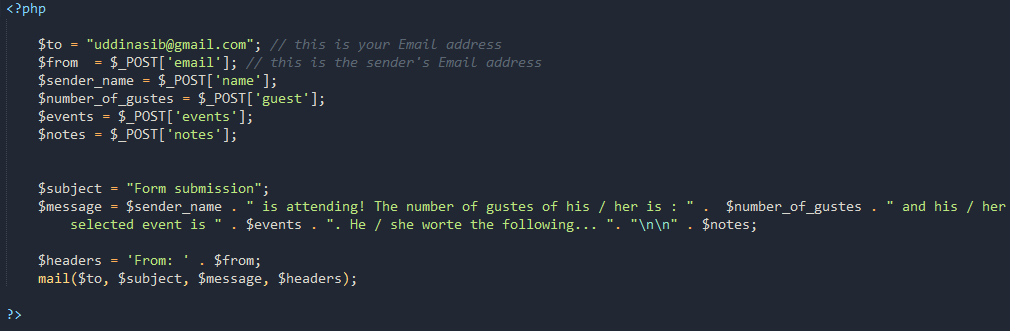 <?php
$to = "uddinasib@gmail.com"; // this is your Email address
$from  = $_POST['email']; // this is the sender's Email address
$sender_name = $_POST['name'];
$number_of_gustes = $_POST['guest'];
$events = $_POST['events'];
$notes = $_POST['notes'];
$subject = "Form submission";
$message = $sender_name . " is attending! The number of gustes of his / her is : " .  $number_of_gustes . " and his / her
selected event is " . $events . ". He / she worte the following... ". "\n\n" . $notes;
$headers = 'From: ' . $from;
mail($to, $subject, $message, $headers);
?>